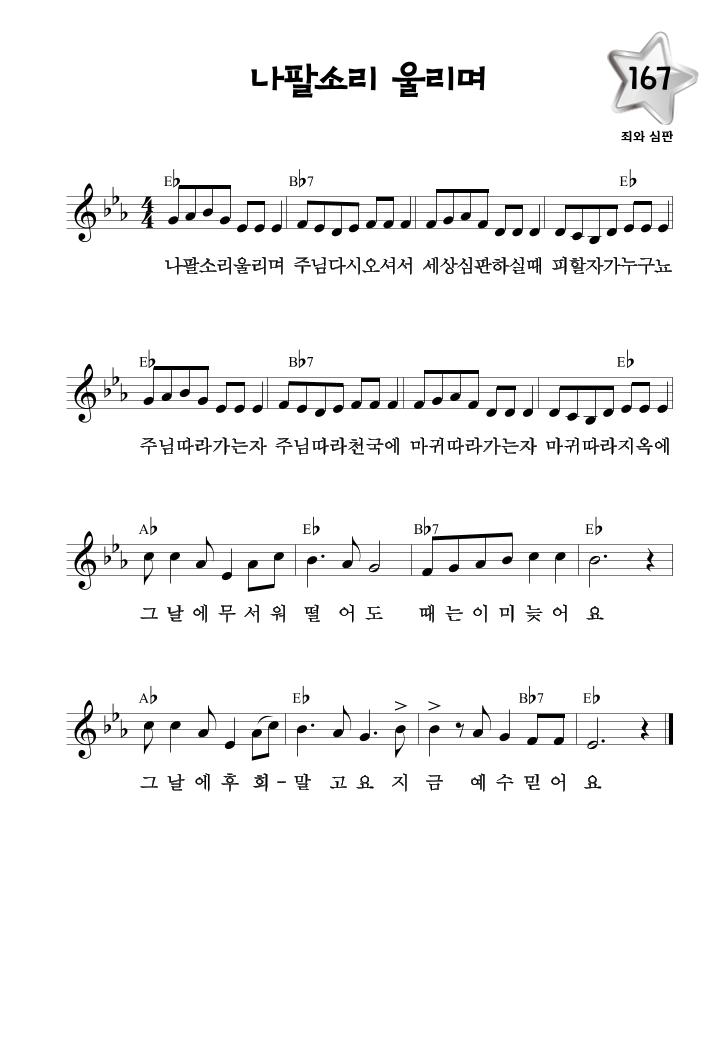 나팔소리 울리며
167
죄와 심판
E♭ B♭7 E♭
나팔소리울리며 주님다시오셔서 세상심판하실때 피할자가누구뇨
E♭ B♭7 E♭
주님따라가는자 주님따라천국에 마귀따라가는자 마귀따라지옥에
A♭ E♭ B♭7 E♭
그 날 에 무 서 워 떨 어 도 때 는 이 미 늦 어 요
A♭ E♭ B♭7 E♭
그 날 에 후 회 - 말 고 요 지 금 예 수 믿 어 요